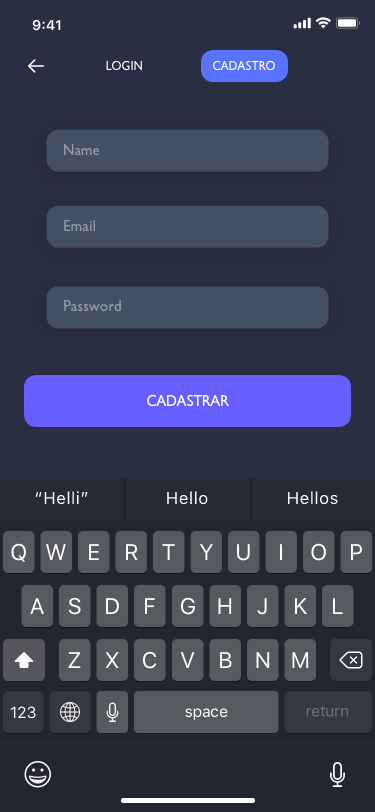 9:41
LOGIN CADASTRO
Name
Email
Password
CADASTRAR
“Helli” Hello Hellos
Q W E R T Y U I O P
A S D F G H J K L
Z X C V B N M
123 space return